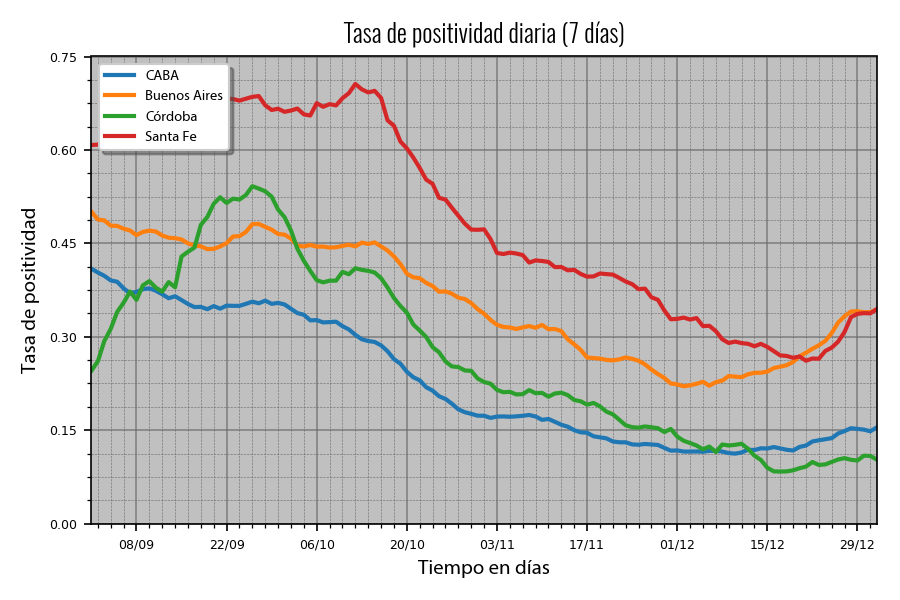 Tasa de positividad diaria (7 días)
CABA
Buenos Aires
Córdoba
Santa Fe
Tasa de positividad
0.75
0.60
0.45
0.30
0.15
0.00
08/09 22/09 06/10 20/10 03/11 17/11 01/12 15/12 29/12
Tiempo en días